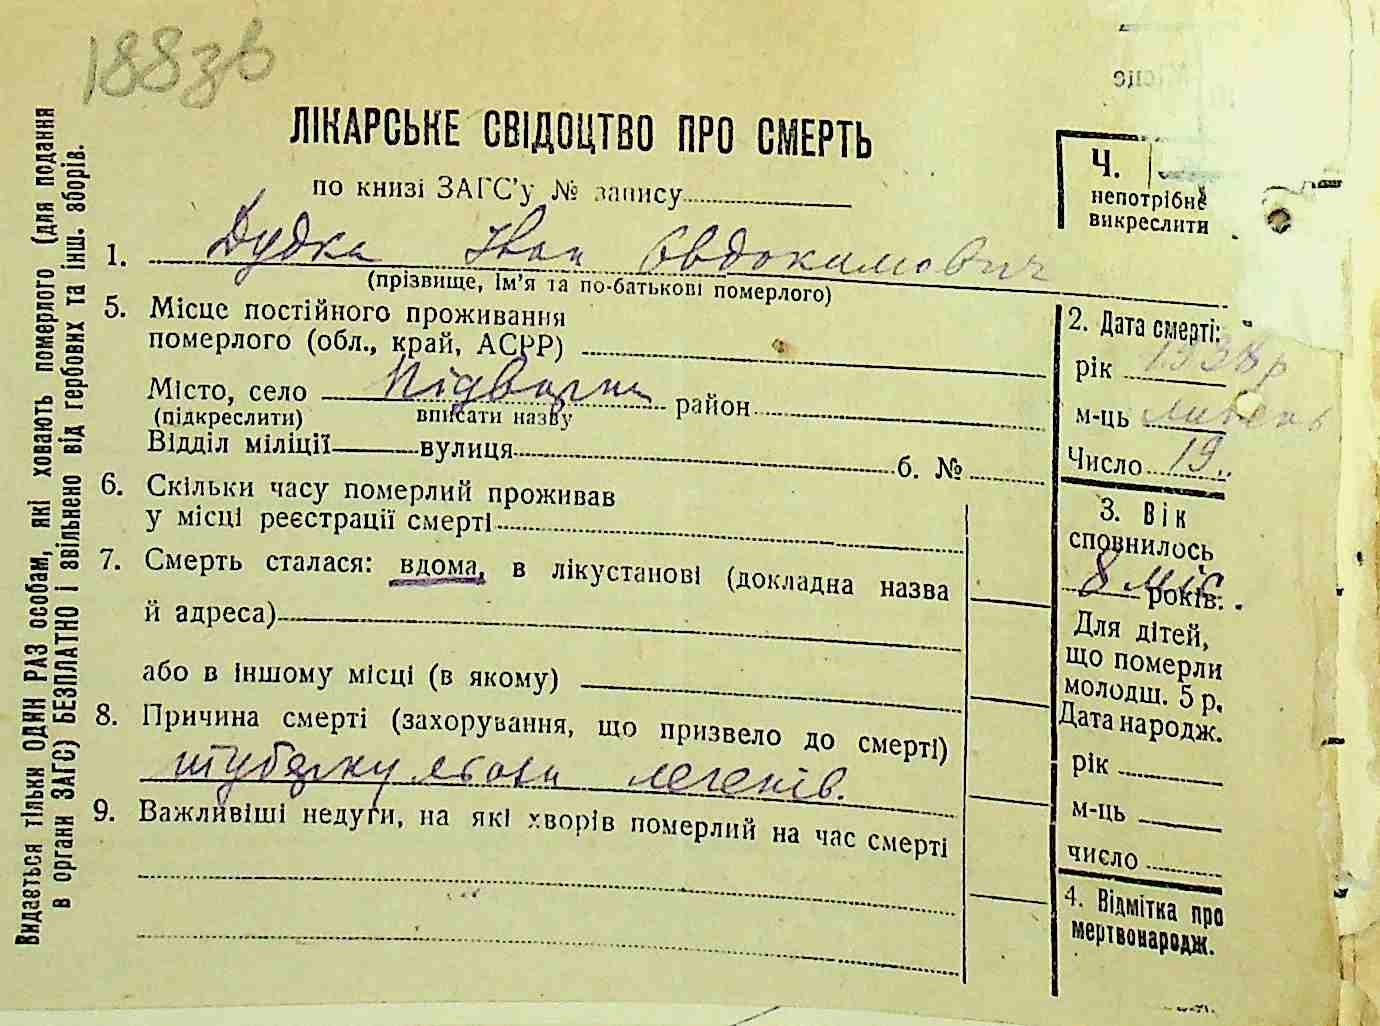 188зв
ЛІКАРСЬКЕ СВІДОЦТВО ПРО СМЕРТЬ
по книзі ЗАГС'у № запису
Ч.
непотрібне
викреслити
1. Дудка Іван Овдокимович
(прізвище, Ім'я та по-батькові померлого)
5. Місце постійного проживання
померлого (обл., край, АСРР)
Місто, село Підварки район
(підкреслити) вписати назву
Відділ міліції вулиця б. №
6. Скільки часу померлий проживав
у місці реєстрації смерті
7. Смерть сталася: вдома, в лікустанові (докладна назва
й адреса)
або в іншому місці (в якому)
8. Причина смерті (захорування, що призвело до смерті)
туберкульоза легенів.
9. Важливіші недуги, на які хворів померлий на час смерті
2. Дата смерті:
рік 1938р
м-ць липень
Число 19
3. Вік
сповнилось
8 міс
років.
Для дітей,
що померли
молодш. 5 р.
Дата народж.
рік
м-ць
число
4. Відмітка про
мертвонародж.
Видається тільки ОДИН РАЗ особам, які ховають померлого (для подання
в органи ЗАГС) БЕЗПЛАТНО і звільнено від гербових та інш. зборів.